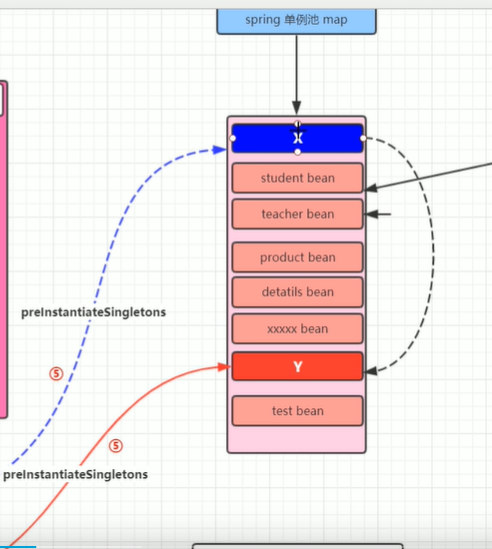 spring 单例池 map
X
student bean
teacher bean
product bean
detatils bean
xxxxx bean
Y
test bean
preInstantiateSingletons
⑤
⑤
preInstantiateSingletons